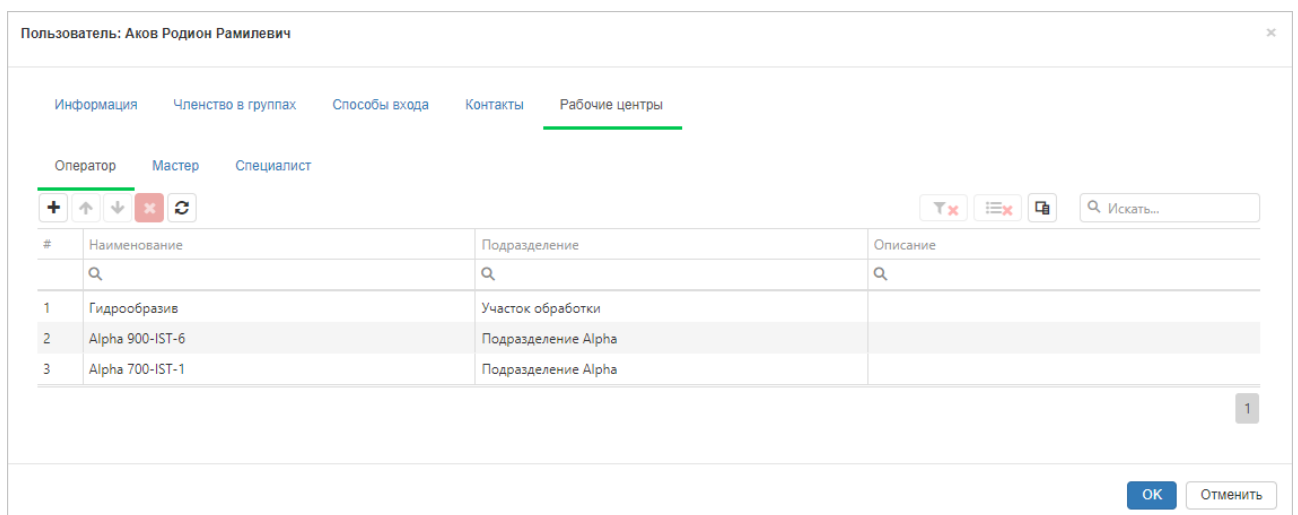 Пользователь: Аков Родион Рамилевич
Информация Членство в группах Способы входа Контакты Рабочие центры
Оператор Мастер Специалист
Искать...
# Наименование Подразделение Описание
1 Гидрообразив Участок обработки
2 Alpha 900-IST-6 Подразделение Alpha
3 Alpha 700-IST-1 Подразделение Alpha
1
OK Отменить